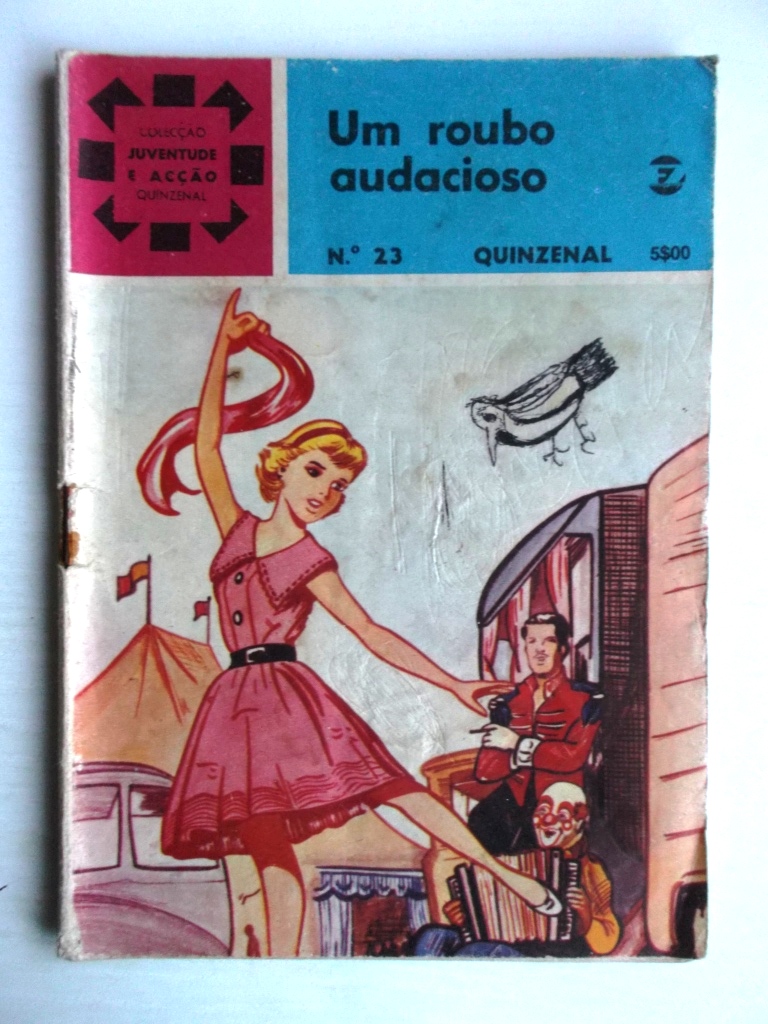 COLECÇÃO
JUVENTUDE
E ACÇÃO
QUINZENAL
Um roubo
audacioso
N.º 23 QUINZENAL 5$00